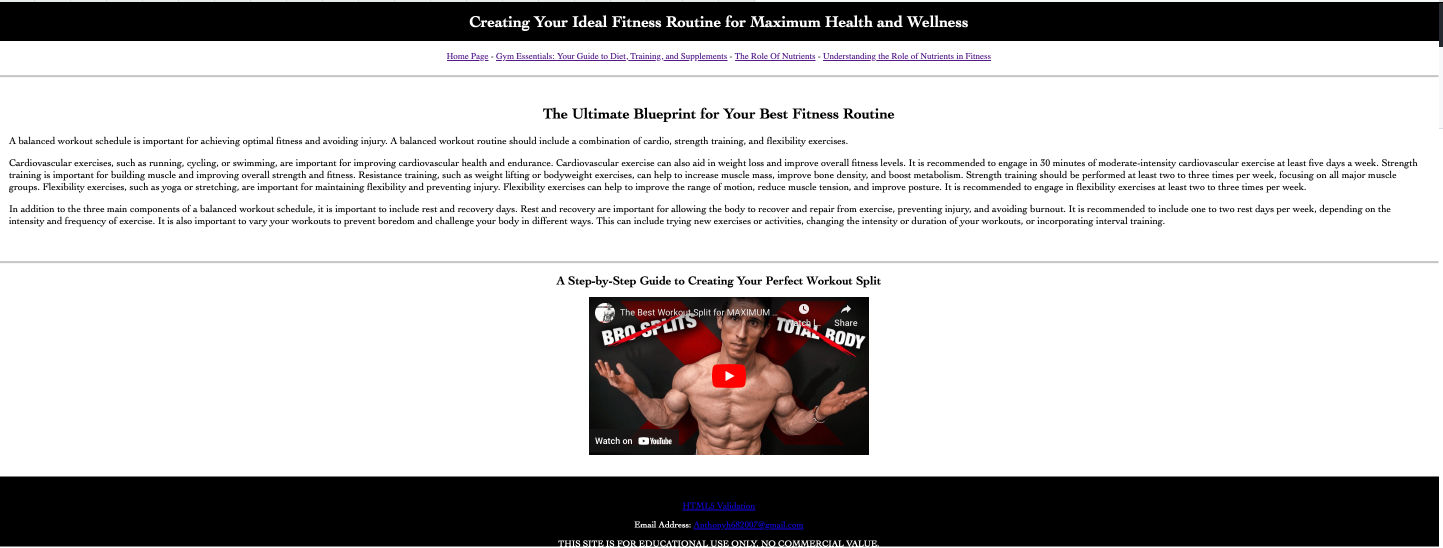 Creating Your Ideal Fitness Routine for Maximum Health and Wellness
Home Page - Gym Essentials: Your Guide to Diet, Training, and Supplements - The Role Of Nutrients - Understanding the Role of Nutrients in Fitness
The Ultimate Blueprint for Your Best Fitness Routine
A balanced workout schedule is important for achieving optimal fitness and avoiding injury. A balanced workout routine should include a combination of cardio, strength training, and flexibility exercises.
Cardiovascular exercises, such as running, cycling, or swimming, are important for improving cardiovascular health and endurance. Cardiovascular exercise can also aid in weight loss and improve overall fitness levels. It is recommended to engage in 30 minutes of moderate-intensity cardiovascular exercise at least five days a week. Strength
training is important for building muscle and improving overall strength and fitness. Resistance training, such as weight lifting or bodyweight exercises, can help to increase muscle mass, improve bone density, and boost metabolism. Strength training should be performed at least two to three times per week, focusing on all major muscle
groups. Flexibility exercises, such as yoga or stretching, are important for maintaining flexibility and preventing injury. Flexibility exercises can help to improve the range of motion, reduce muscle tension, and improve posture. It is recommended to engage in flexibility exercises at least two to three times per week.
In addition to the three main components of a balanced workout schedule, it is important to include rest and recovery days. Rest and recovery are important for allowing the body to recover and repair from exercise, preventing injury, and avoiding burnout. It is recommended to include one to two rest days per week, depending on the
intensity and frequency of exercise. It is also important to vary your workouts to prevent boredom and challenge your body in different ways. This can include trying new exercises or activities, changing the intensity or duration of your workouts, or incorporating interval training.
A Step-by-Step Guide to Creating Your Perfect Workout Split
The Best Workout Split for MAXIMUM ...
Watch l... Share
BRO SPLITS TOTAL BODY
Watch on YouTube
HTML5 Validation
Email Address:
THIS SITE IS FOR EDUCATIONAL USE ONLY, NO COMMERCIAL VALUE.